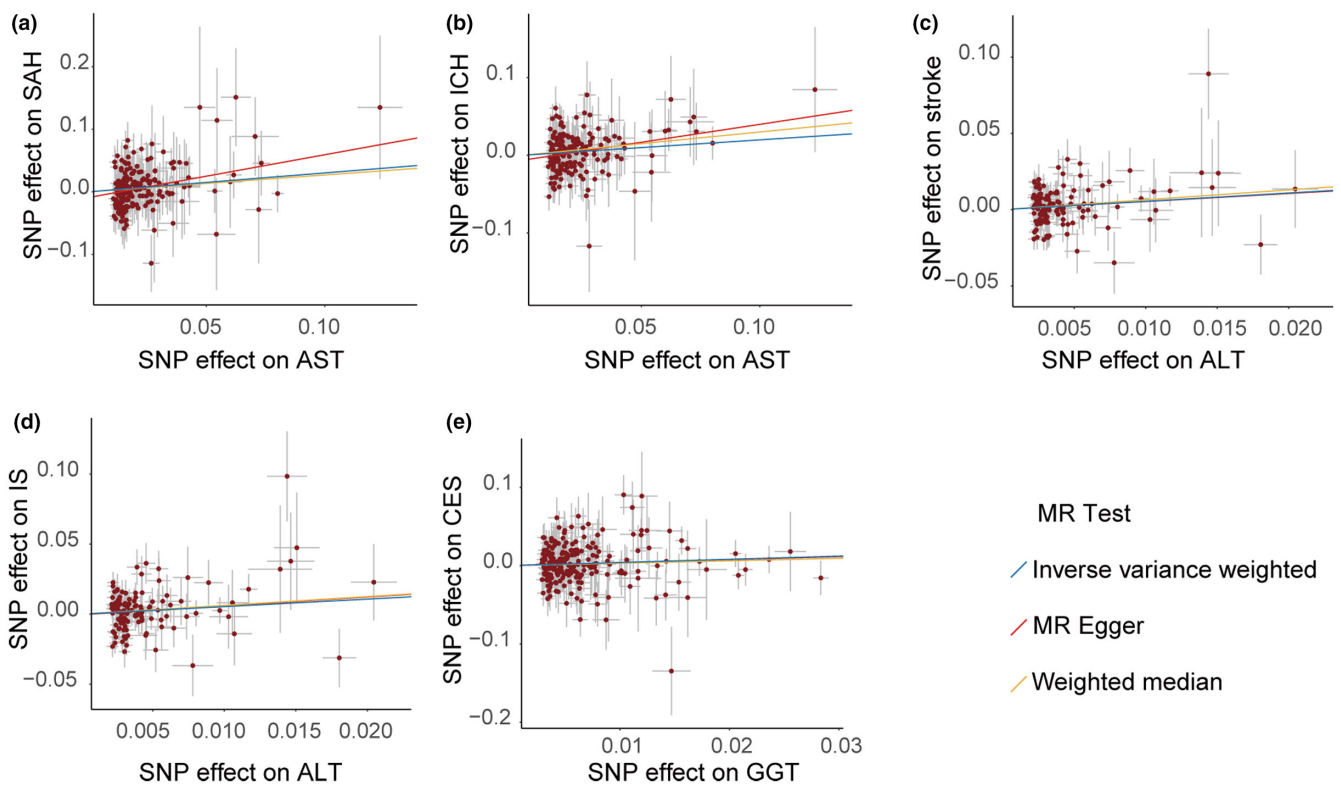 (a)
SNP effect on SAH
0.2
0.1
0.0
−0.1
0.05 0.10
SNP effect on AST
(b)
SNP effect on ICH
0.1
0.0
−0.1
0.05 0.10
SNP effect on AST
(c)
SNP effect on stroke
0.10
0.05
0.00
−0.05
0.005 0.010 0.015 0.020
SNP effect on ALT
(d)
SNP effect on IS
0.10
0.05
0.00
−0.05
0.005 0.010 0.015 0.020
SNP effect on ALT
(e)
SNP effect on CES
0.1
0.0
−0.1
−0.2
0.01 0.02 0.03
SNP effect on GGT
MR Test
Inverse variance weighted
MR Egger
Weighted median